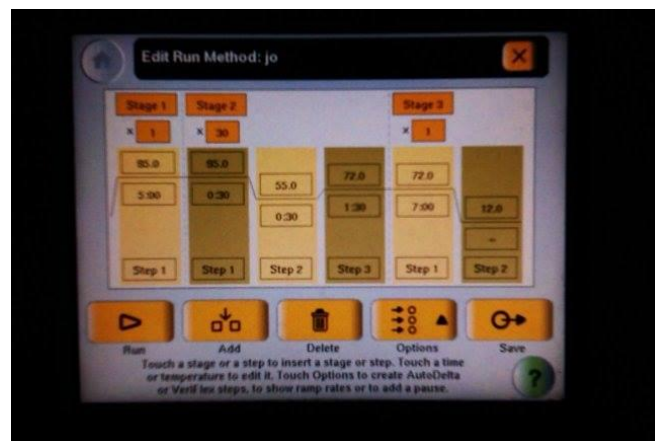 Edit Run Method: jo
Stage 1 Stage 2 Stage 3
x 1 x 30 x 1
95.0 95.0 55.0 72.0 72.0 12.0
5:00 0:30 0:30 1:30 7:00 –
Step 1 Step 1 Step 2 Step 3 Step 1 Step 2
Run Add Delete Options Save
Touch a stage or a step to insert a stage or step. Touch a time
or temperature to edit it. Touch Options to create AutoDelta
or VeriFlex steps, to show ramp rates or to add a pause.
?